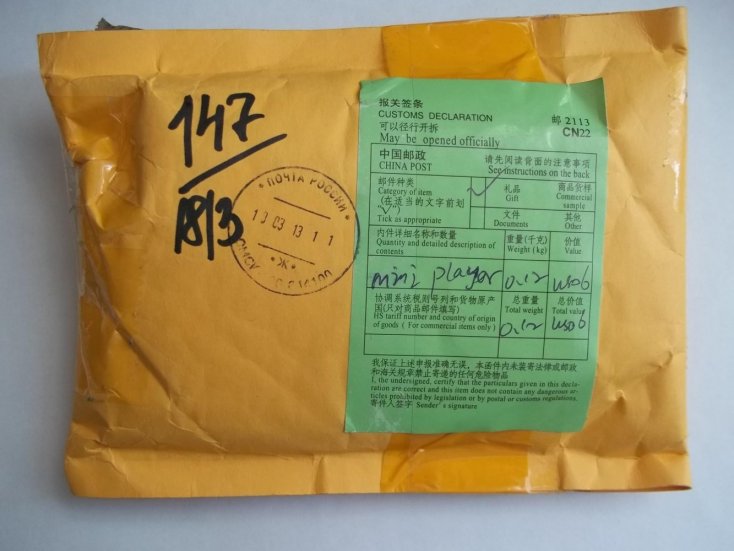 147
A913
* ПОЧТА РОССИИ *
13 03 13 1 1
* Ж *
报关签条
CUSTOMS DECLARATION
可以径行开拆
May be opened officially
邮 2113
CN22
中国邮政
CHINA POST
请先阅读背面的注意事项
See instructions on the back
邮件种类
Category of item
(在适当的文字前划
✓)
Tick as appropriate
✓
礼品
Gift
商品货样
Commercial
sample
文件
Documents
其他
Other
内件详细名称和数量
Quantity and detailed description of
contents
重量(千克)
Weight (kg)
价值
Value
mini player 0.12 USD6
协调系统税则号列和货物原产
国(只对商品邮件填写)
HS tariff number and country of origin
of goods ( For commercial items only)
总重量
Total weight
0.12
总价值
Total value
USD6
我保证上述申报准确无误，本函件内未装寄法律或邮政
和海关规章禁止寄递的任何危险物品
I, the undersigned, certify that the particulars given in this decla-
ration are correct and this item does not contain any dangerous ar-
ticles prohibited by legislation or by postal or customs regulations.
寄件人签字 Sender's signature